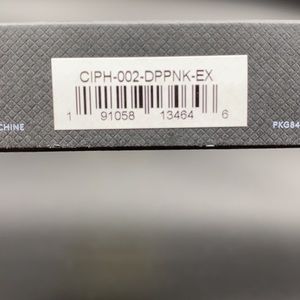 CIPH-002-DPPNK-EX
1 91058 13464 6
CHINE
PKG84